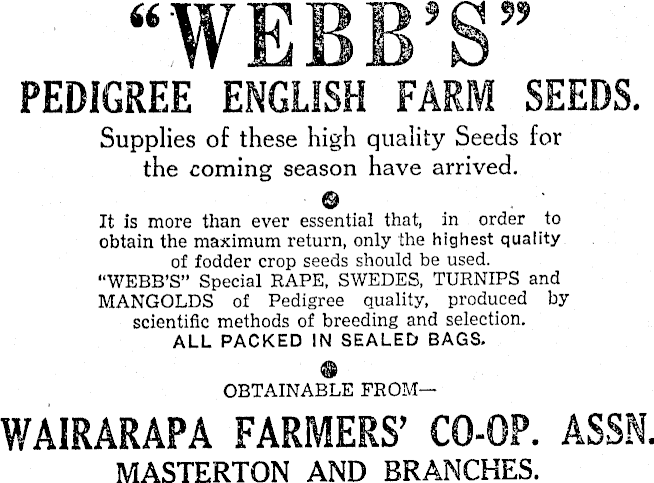 “WEBB’S”
PEDIGREE ENGLISH FARM SEEDS.
Supplies of these high quality Seeds for
the coming season have arrived.
It is more than ever essential that, in order to
obtain the maximum return, only the highest quality
of fodder crop seeds should be used.
“WEBB’S” Special RAPE, SWEDES, TURNIPS and
MANGOLDS of Pedigree quality, produced by
scientific methods of breeding and selection.
ALL PACKED IN SEALED BAGS.
OBTAINABLE FROM—
WAIRARAPA FARMERS’ CO-OP. ASSN.
MASTERTON AND BRANCHES.